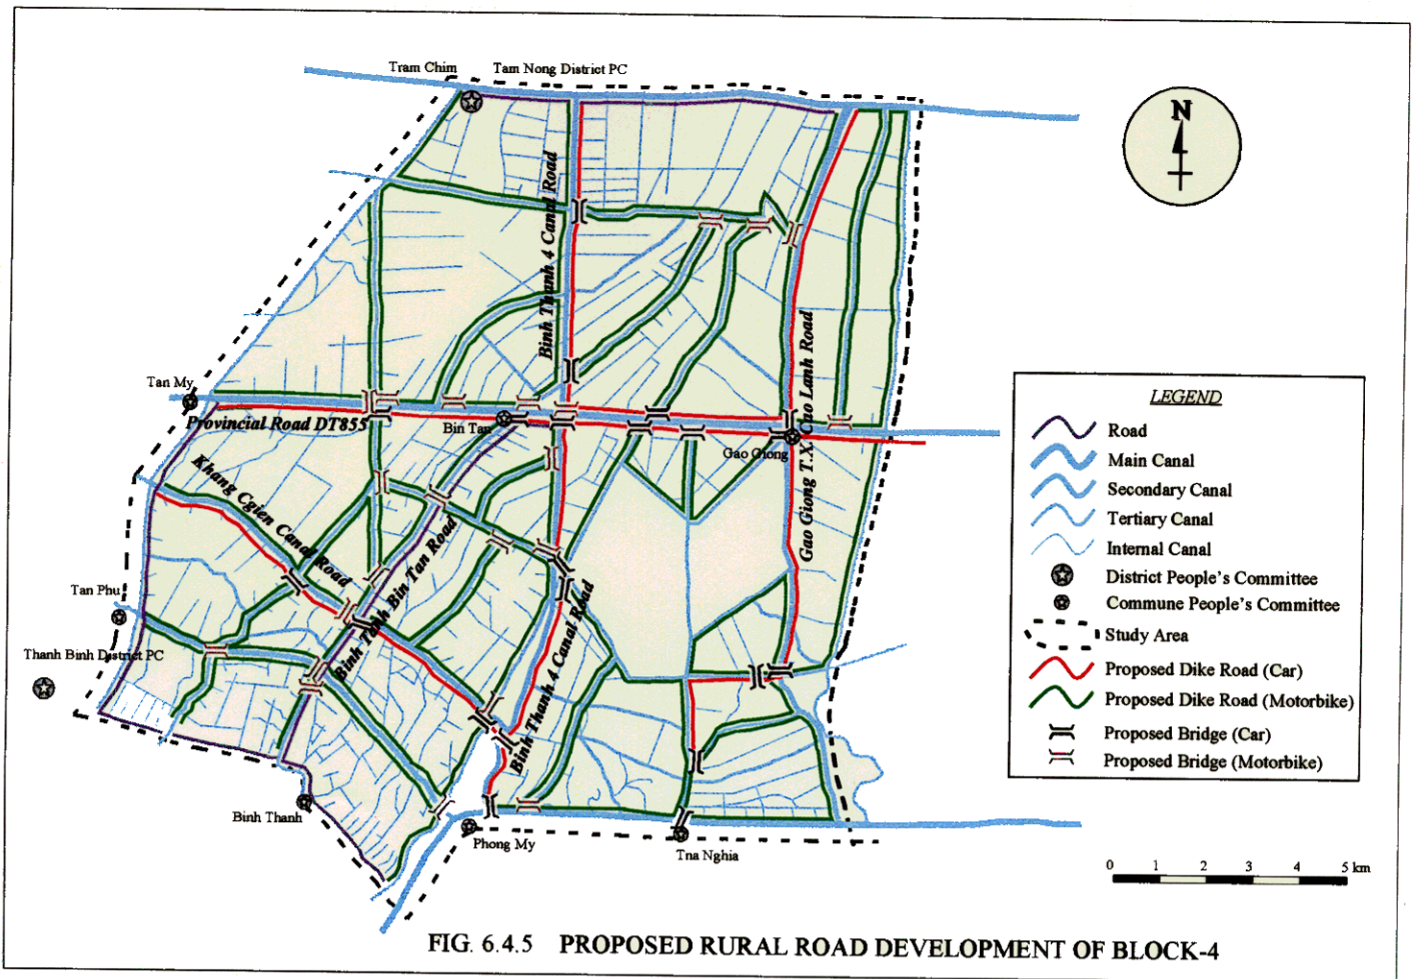 Tram Chim
Tam Nong District PC
N
Binh Thanh 4 Canal Road
Gao Giong T.X. Cao Lanh Road
Tan My
Provincial Road DT855
Bin Tan
Gao Giong
Khang Cgien Canal Road
Binh Tanh Bin Tan Road
Binh Thanh 4 Canal Road
Tan Phu
Thanh Binh District PC
Binh Thanh
Phong My
Tna Nghia
LEGEND
Road
Main Canal
Secondary Canal
Tertiary Canal
Internal Canal
District People's Committee
Commune People's Committee
Study Area
Proposed Dike Road (Car)
Proposed Dike Road (Motorbike)
Proposed Bridge (Car)
Proposed Bridge (Motorbike)
0 1 2 3 4 5 km
FIG. 6.4.5 PROPOSED RURAL ROAD DEVELOPMENT OF BLOCK-4